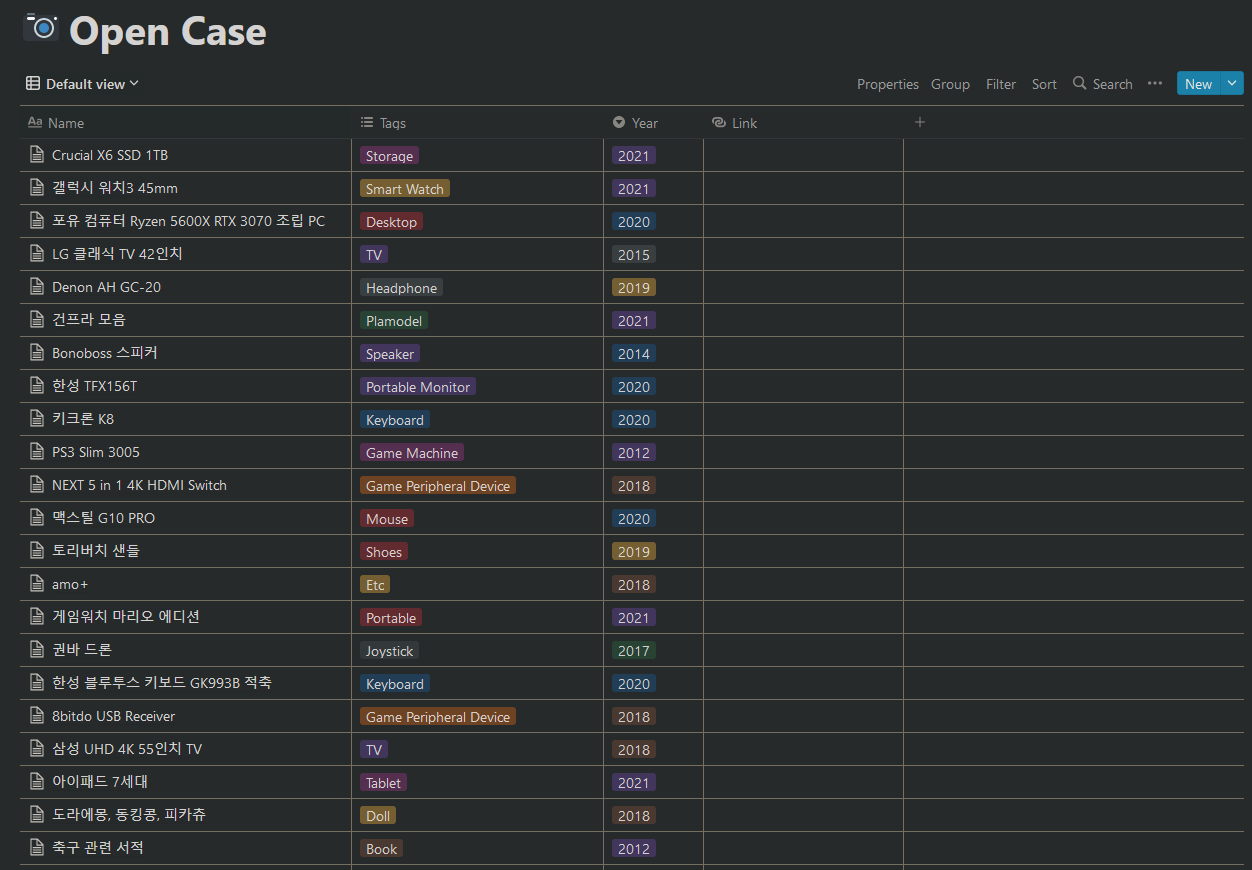 Open Case
Default view Properties Group Filter Sort Search ••• New
Aa Name Tags Year Link +
Crucial X6 SSD 1TB Storage 2021
갤럭시 워치3 45mm Smart Watch 2021
포유 컴퓨터 Ryzen 5600X RTX 3070 조립 PC Desktop 2020
LG 클래식 TV 42인치 TV 2015
Denon AH GC-20 Headphone 2019
건프라 모음 Plamodel 2021
Bonoboss 스피커 Speaker 2014
한성 TFX156T Portable Monitor 2020
키크론 K8 Keyboard 2020
PS3 Slim 3005 Game Machine 2012
NEXT 5 in 1 4K HDMI Switch Game Peripheral Device 2018
맥스틸 G10 PRO Mouse 2020
토리버치 샌들 Shoes 2019
amo+ Etc 2018
게임워치 마리오 에디션 Portable 2021
권바 드론 Joystick 2017
한성 블루투스 키보드 GK993B 적축 Keyboard 2020
8bitdo USB Receiver Game Peripheral Device 2018
삼성 UHD 4K 55인치 TV TV 2018
아이패드 7세대 Tablet 2021
도라에몽, 동킹콩, 피카츄 Doll 2018
축구 관련 서적 Book 2012